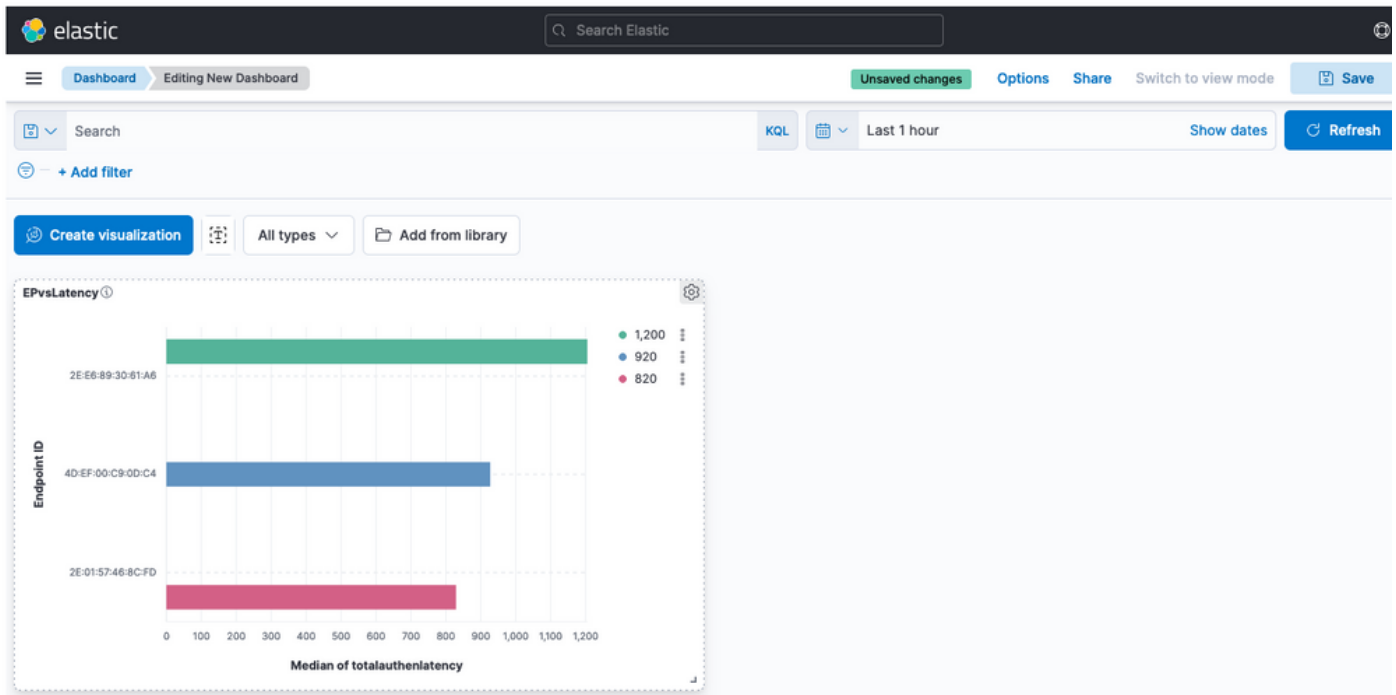 elastic
Search Elastic
Dashboard
Editing New Dashboard
Unsaved changes
Options
Share
Switch to view mode
Save
Search
KQL
Last 1 hour
Show dates
Refresh
+ Add filter
Create visualization
All types
Add from library
EPvsLatency
1,200
920
820
Endpoint ID
2E:E6:89:30:61:A6
4D:EF:00:C9:0D:C4
2E:01:57:46:8C:FD
0 100 200 300 400 500 600 700 800 900 1,000 1,100 1,200
Median of totalauthenlatency